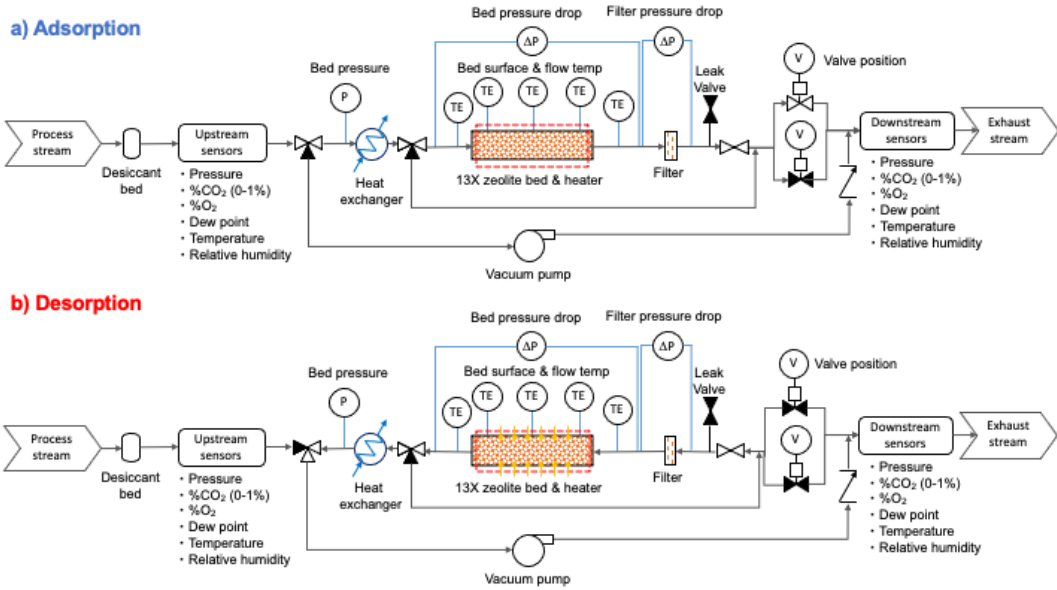 a) Adsorption
Bed pressure drop
Filter pressure drop
ΔP
ΔP
V
Valve position
Bed pressure
Bed surface & flow temp
Leak
Valve
P
TE
TE
TE
TE
TE
V
Process
stream
Upstream
sensors
Downstream
sensors
Exhaust
stream
Desiccant
bed
Heat
exchanger
13X zeolite bed & heater
Filter
• Pressure
• %CO₂ (0-1%)
• %O₂
• Dew point
• Temperature
• Relative humidity
• Pressure
• %CO₂ (0-1%)
• %O₂
• Dew point
• Temperature
• Relative humidity
Vacuum pump
b) Desorption
Bed pressure drop
Filter pressure drop
ΔP
ΔP
V
Valve position
Bed pressure
Bed surface & flow temp
Leak
Valve
P
TE
TE
TE
TE
TE
V
Process
stream
Upstream
sensors
Downstream
sensors
Exhaust
stream
Desiccant
bed
Heat
exchanger
13X zeolite bed & heater
Filter
• Pressure
• %CO₂ (0-1%)
• %O₂
• Dew point
• Temperature
• Relative humidity
• Pressure
• %CO₂ (0-1%)
• %O₂
• Dew point
• Temperature
• Relative humidity
Vacuum pump